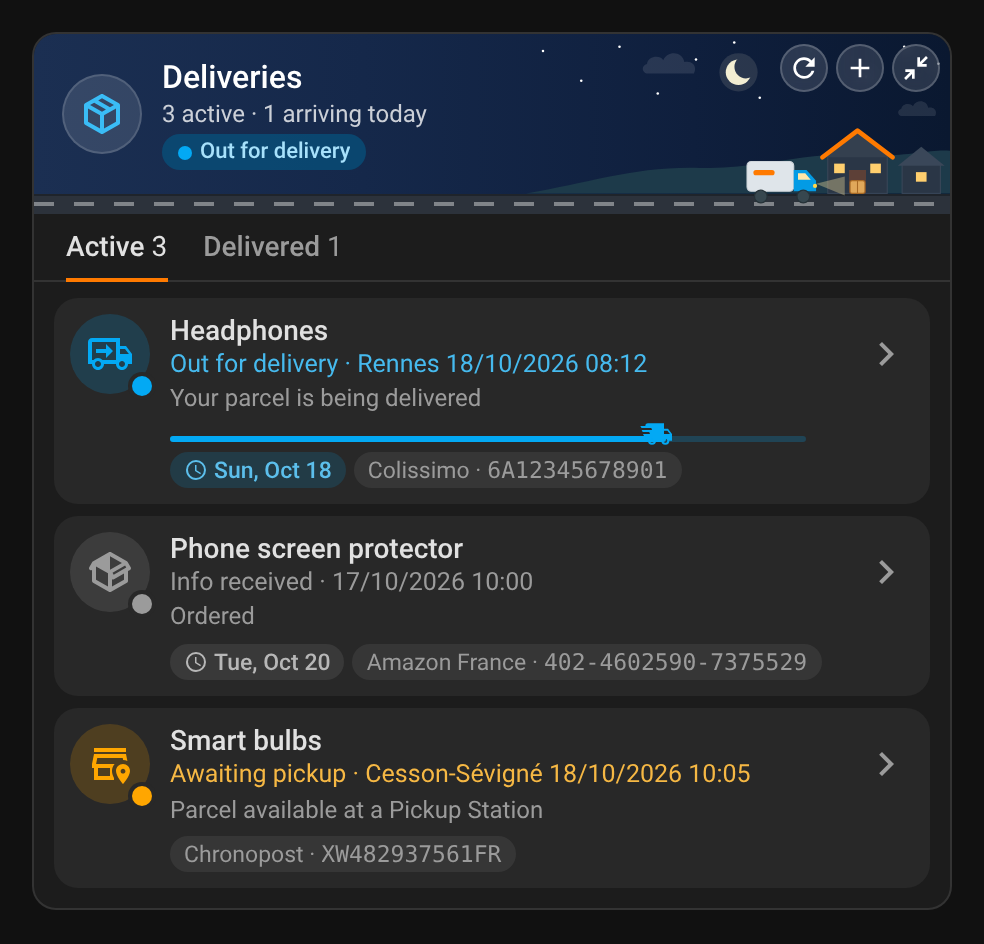 Deliveries
3 active · 1 arriving today
Out for delivery
Active 3
Delivered 1
Headphones
Out for delivery · Rennes 18/10/2026 08:12
Your parcel is being delivered
Sun, Oct 18
Colissimo · 6A12345678901
Phone screen protector
Info received · 17/10/2026 10:00
Ordered
Tue, Oct 20
Amazon France · 402-4602590-7375529
Smart bulbs
Awaiting pickup · Cesson-Sévigné 18/10/2026 10:05
Parcel available at a Pickup Station
Chronopost · XW482937561FR